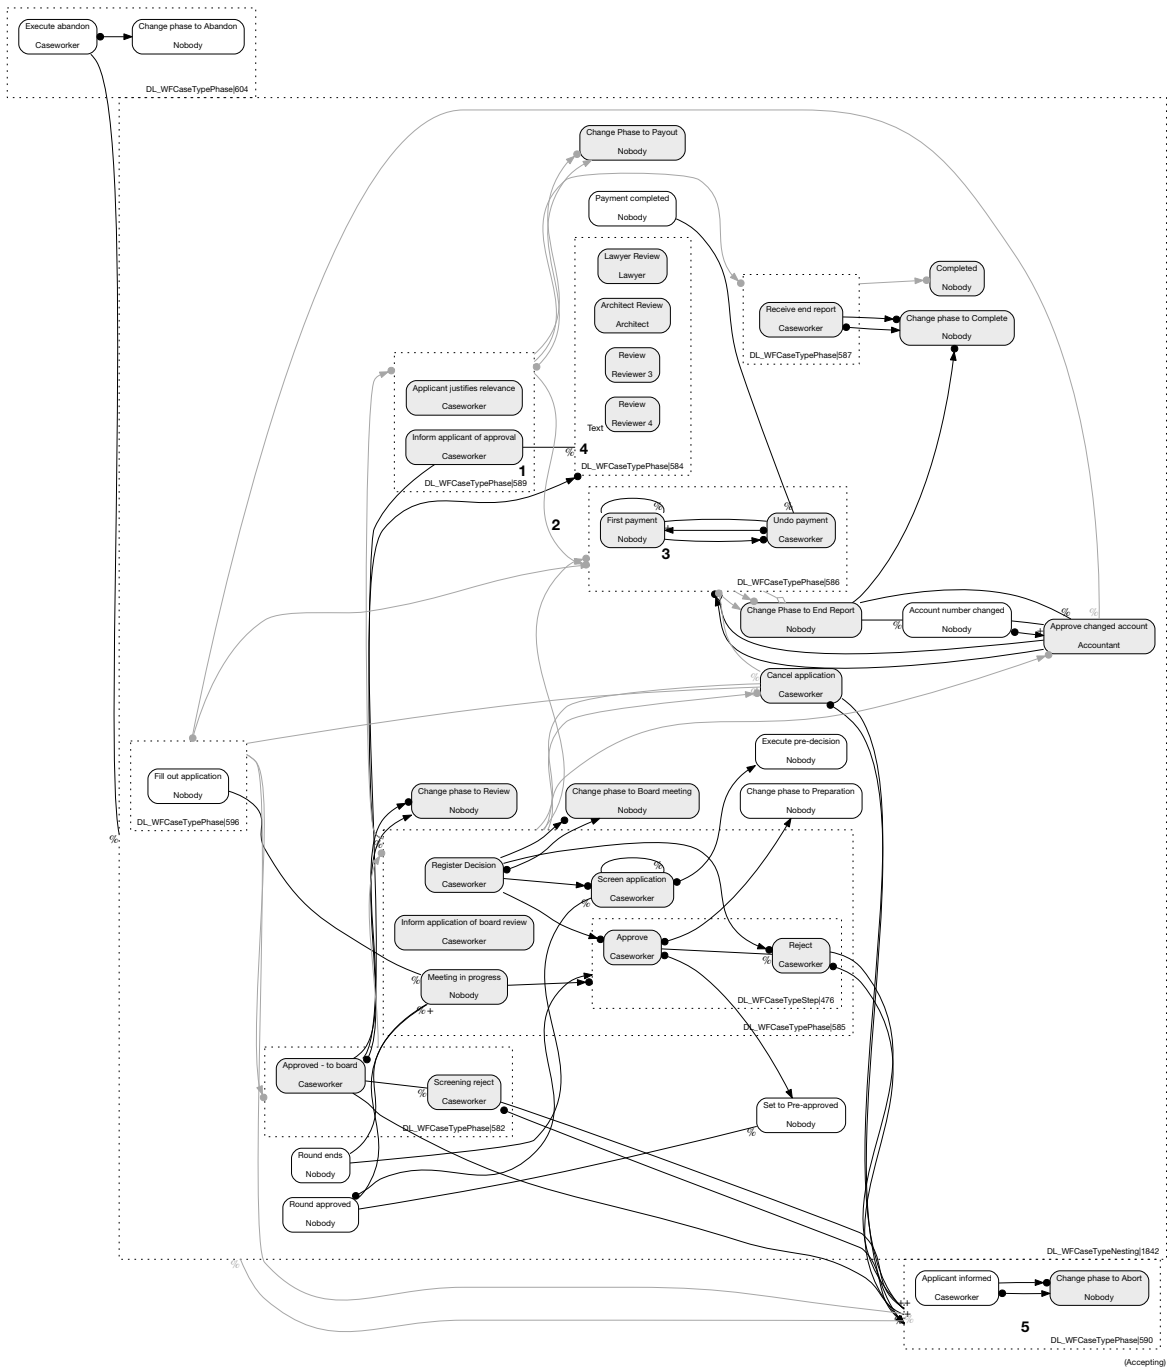 Execute abandon
Caseworker
Change phase to Abandon
Nobody
DL_WFCaseTypePhase|604
Change Phase to Payout
Nobody
Payment completed
Nobody
Lawyer Review
Lawyer
Architect Review
Architect
Review
Reviewer 3
Review
Reviewer 4
Text
4
%
DL_WFCaseTypePhase|584
Completed
Nobody
Receive end report
Caseworker
Change phase to Complete
Nobody
DL_WFCaseTypePhase|587
Applicant justifies relevance
Caseworker
Inform applicant of approval
Caseworker
1
DL_WFCaseTypePhase|589
2
%
%
First payment
Nobody
Undo payment
Caseworker
3
DL_WFCaseTypePhase|586
Change Phase to End Report
Nobody
%
Account number changed
Nobody
%
%
+
Approve changed account
Accountant
%
%
Cancel application
Caseworker
Execute pre-decision
Nobody
Fill out application
Nobody
DL_WFCaseTypePhase|596
%
Change phase to Review
Nobody
Change phase to Board meeting
Nobody
Change phase to Preparation
Nobody
%
Register Decision
Caseworker
%
Screen application
Caseworker
%
Inform application of board review
Caseworker
Approve
Caseworker
%
Reject
Caseworker
%
Meeting in progress
Nobody
% +
DL_WFCaseTypeStep|476
DL_WFCaseTypePhase|585
Approved - to board
Caseworker
%
Screening reject
Caseworker
DL_WFCaseTypePhase|582
Set to Pre-approved
Nobody
%
Round ends
Nobody
Round approved
Nobody
DL_WFCaseTypeNesting|1842
%
Applicant informed
Caseworker
Change phase to Abort
Nobody
+
+
%
5
DL_WFCaseTypePhase|590
(Accepting)